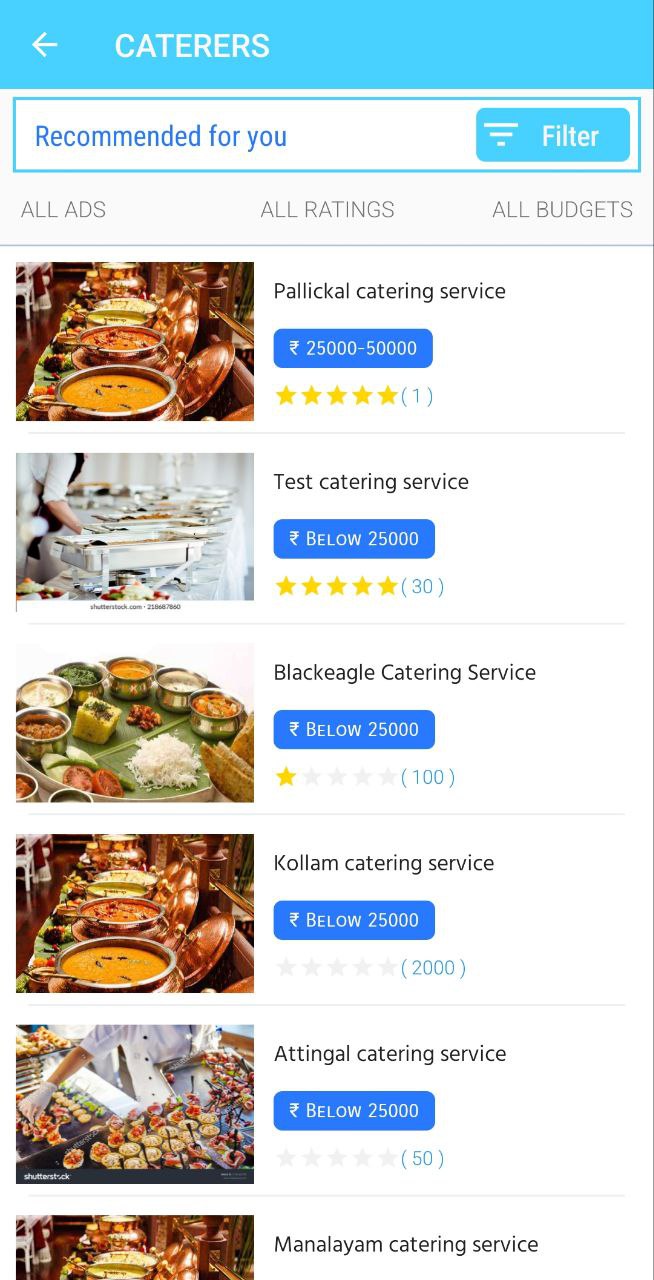 CATERERS
Recommended for you
Filter
ALL ADS
ALL RATINGS
ALL BUDGETS
Pallickal catering service
₹ 25000-50000
( 1 )
Test catering service
₹ BELOW 25000
( 30 )
shutterstock.com • 218687860
Blackeagle Catering Service
₹ BELOW 25000
( 100 )
Kollam catering service
₹ BELOW 25000
( 2000 )
Attingal catering service
₹ BELOW 25000
( 50 )
shutterstock
Manalayam catering service